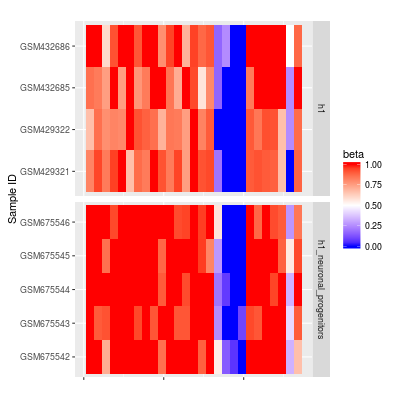 Sample ID
GSM432686
GSM432685
GSM429322
GSM429321
h1
GSM675546
GSM675545
GSM675544
GSM675543
GSM675542
h1_neuronal_progenitors
beta
1.00
0.75
0.50
0.25
0.00